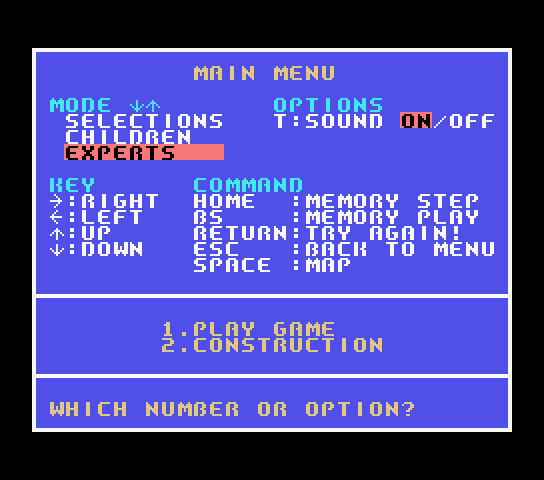 MAIN MENU
MODE ↓↑ OPTIONS
SELECTIONS T:SOUND ON/OFF
CHILDREN
EXPERTS
KEY COMMAND
→:RIGHT HOME :MEMORY STEP
←:LEFT BS :MEMORY PLAY
↑:UP RETURN:TRY AGAIN!
↓:DOWN ESC :BACK TO MENU
SPACE :MAP
1.PLAY GAME
2.CONSTRUCTION
WHICH NUMBER OR OPTION?